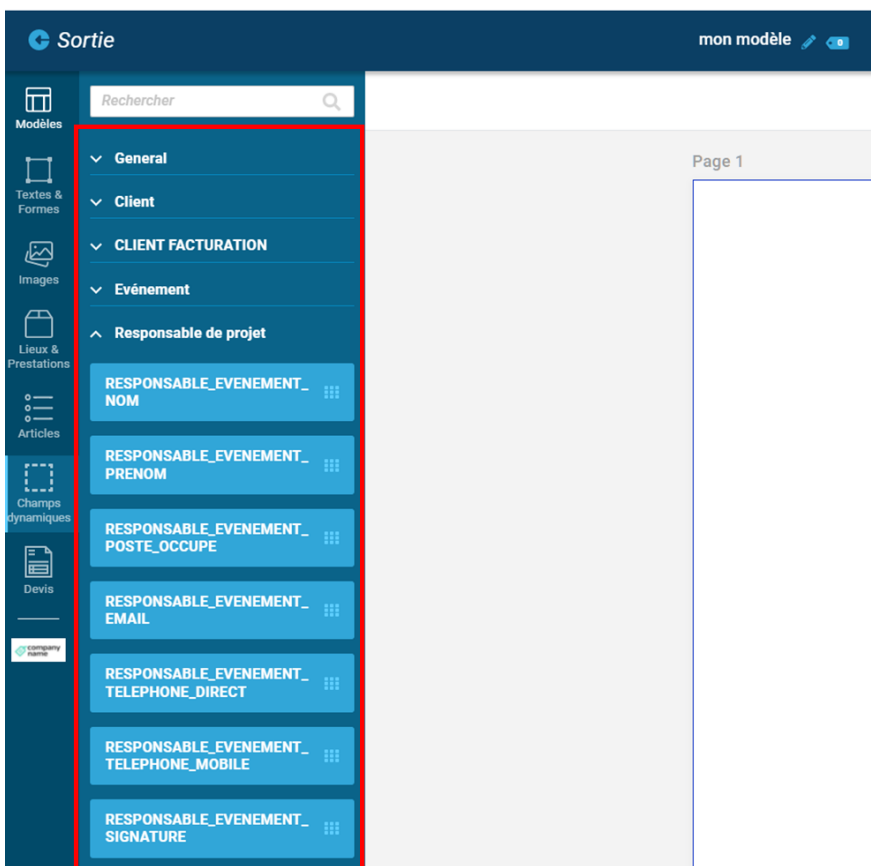 Sortie
mon modèle
0
Modèles
Textes &
Formes
Images
Lieux &
Prestations
Articles
Champs
dynamiques
Devis
company
name
Rechercher
General
Client
CLIENT FACTURATION
Evénement
Responsable de projet
RESPONSABLE_EVENEMENT_
NOM
RESPONSABLE_EVENEMENT_
PRENOM
RESPONSABLE_EVENEMENT_
POSTE_OCCUPE
RESPONSABLE_EVENEMENT_
EMAIL
RESPONSABLE_EVENEMENT_
TELEPHONE_DIRECT
RESPONSABLE_EVENEMENT_
TELEPHONE_MOBILE
RESPONSABLE_EVENEMENT_
SIGNATURE
Page 1